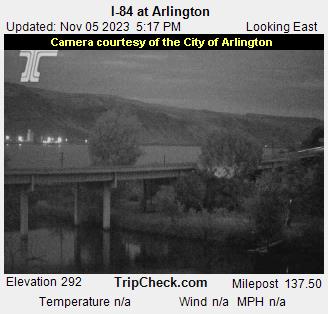 I-84 at Arlington
Updated: Nov 05 2023 5:17 PM Looking East
Camera courtesy of the City of Arlington
Elevation 292 TripCheck.com Milepost 137.50
Temperature n/a Wind n/a MPH n/a